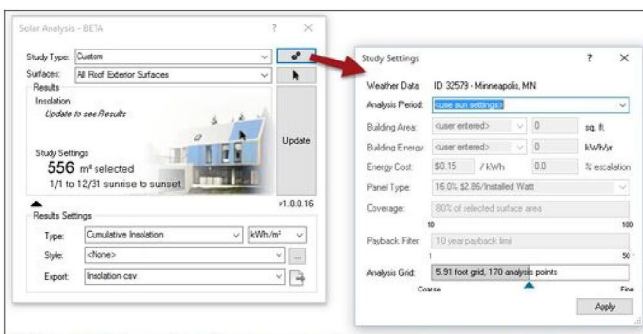 Solar Analysis - BETA ? ×
Study Type: Custom
Surfaces: All Roof Exterior Surfaces
Results
Insolation
Update to see Results
Study Settings
556 m² selected
1/1 to 12/31 sunrise to sunset
Update
v1.0.0.16
Results Settings
Type: Cumulative Insolation kWh/m²
Style: <None> ...
Export: Insolation csv
Study Settings ? ×
Weather Data ID 32579 - Minneapolis, MN
Analysis Period: <use sun settings>
Building Area: <user entered> 0 sq. ft.
Building Energy <user entered> 0 kWh/yr
Energy Cost: $0.15 / kWh 0.0 % escalation
Panel Type: 16.0% $2.86/Installed Watt
Coverage: 80% of selected surface area
10 100
Payback Filter 10 year payback limit
1 50
Analysis Grid: 5.91 foot grid, 170 analysis points
Coarse Fine
Apply